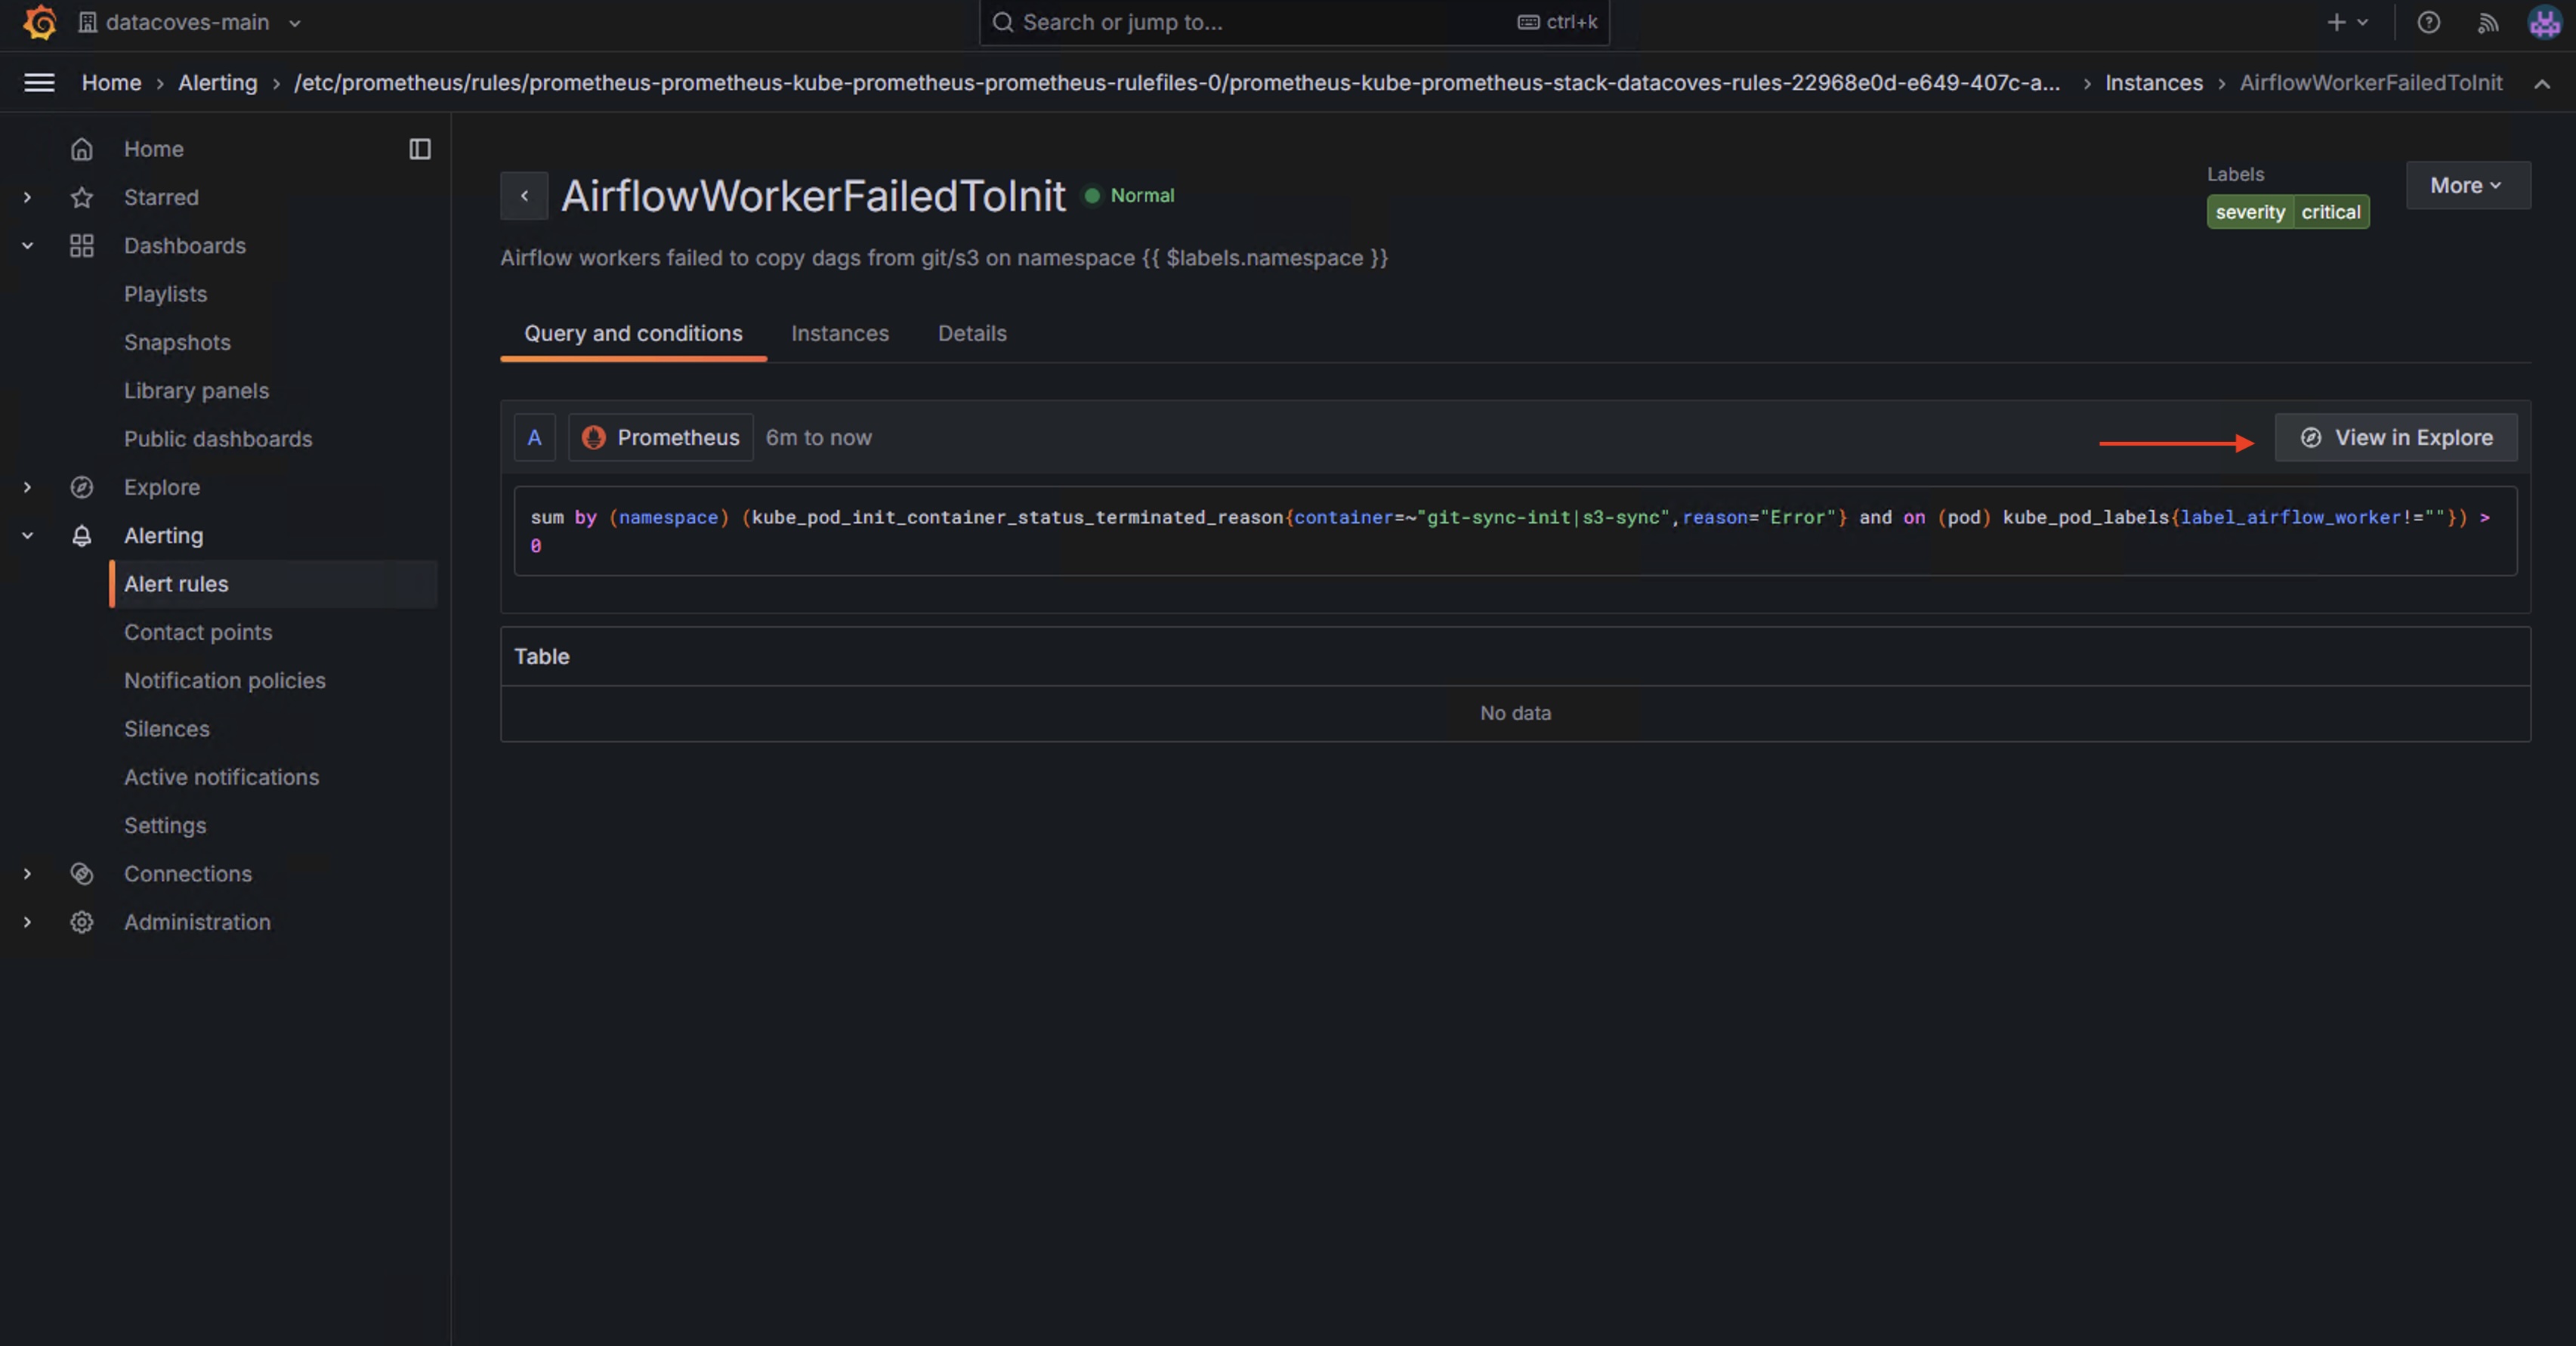 datacoves-main
Search or jump to... ctrl+k
Home › Alerting › /etc/prometheus/rules/prometheus-prometheus-kube-prometheus-prometheus-rulefiles-0/prometheus-kube-prometheus-stack-datacoves-rules-22968e0d-e649-407c-a... › Instances › AirflowWorkerFailedToInit
Home
Starred
Dashboards
Playlists
Snapshots
Library panels
Public dashboards
Explore
Alerting
Alert rules
Contact points
Notification policies
Silences
Active notifications
Settings
Connections
Administration
AirflowWorkerFailedToInit Normal
Labels
severity critical
More
Airflow workers failed to copy dags from git/s3 on namespace {{ $labels.namespace }}
Query and conditions Instances Details
A Prometheus 6m to now View in Explore
sum by (namespace) (kube_pod_init_container_status_terminated_reason{container=~"git-sync-init|s3-sync",reason="Error"} and on (pod) kube_pod_labels{label_airflow_worker!=""}) >
0
Table
No data